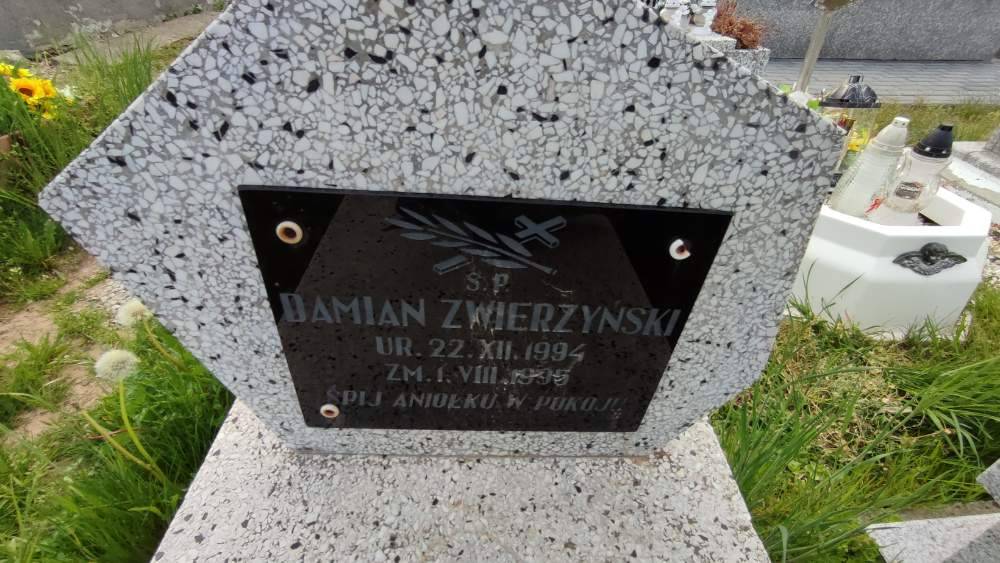 Ś.P.
DAMIAN ZWIERZYŃSKI
UR. 22.XII.1994
ZM. 1.VIII.1995
ŚPIJ ANIOŁKU W POKOJU